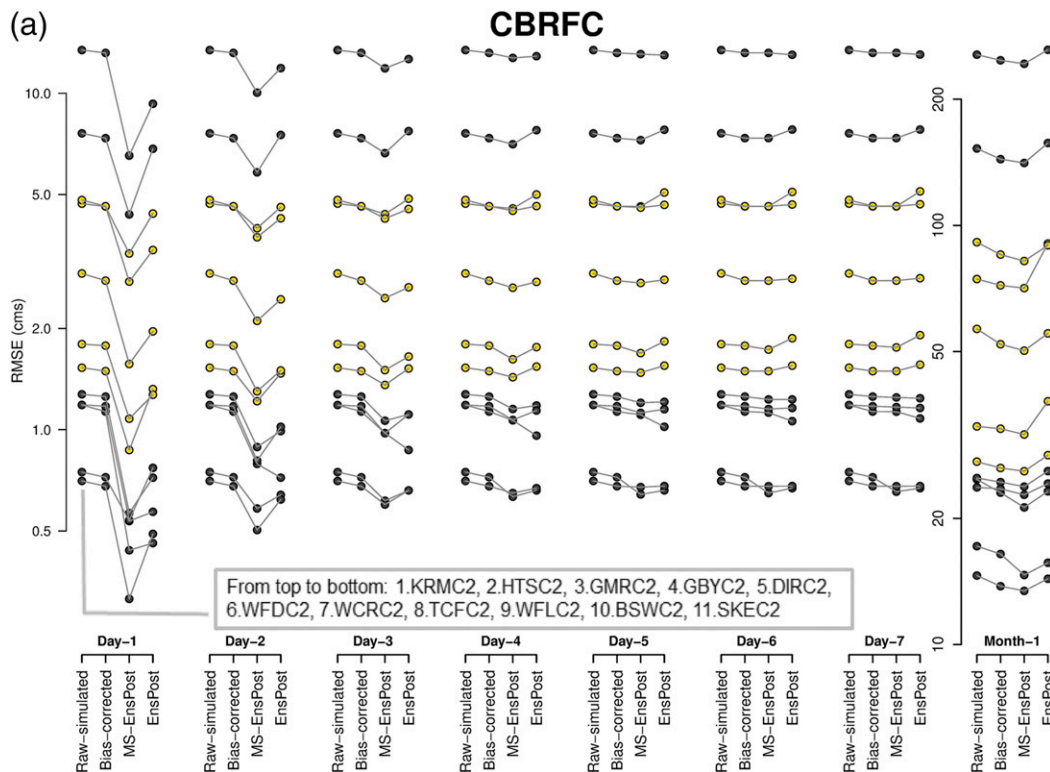 (a)
CBRFC
RMSE (cms)
10.0
5.0
2.0
1.0
0.5
200
100
50
20
10
From top to bottom: 1.KRMC2, 2.HTSC2, 3.GMRC2, 4.GBYC2, 5.DIRC2,
6.WFDC2, 7.WCRC2, 8.TCFC2, 9.WFLC2, 10.BSWC2, 11.SKEC2
Day−1
Day−2
Day−3
Day−4
Day−5
Day−6
Day−7
Month−1
Raw−simulated
Bias−corrected
MS−EnsPost
EnsPost
Raw−simulated
Bias−corrected
MS−EnsPost
EnsPost
Raw−simulated
Bias−corrected
MS−EnsPost
EnsPost
Raw−simulated
Bias−corrected
MS−EnsPost
EnsPost
Raw−simulated
Bias−corrected
MS−EnsPost
EnsPost
Raw−simulated
Bias−corrected
MS−EnsPost
EnsPost
Raw−simulated
Bias−corrected
MS−EnsPost
EnsPost
Raw−simulated
Bias−corrected
MS−EnsPost
EnsPost